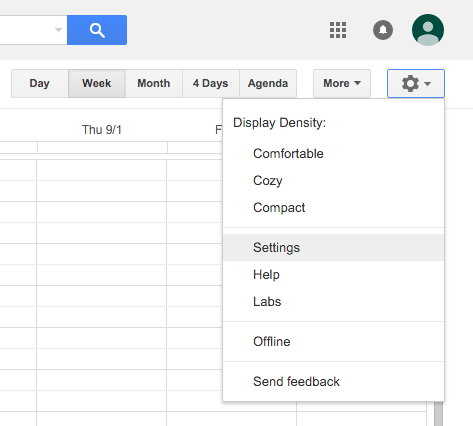 Day Week Month 4 Days Agenda More
Thu 9/1 F
Display Density:
Comfortable
Cozy
Compact
Settings
Help
Labs
Offline
Send feedback